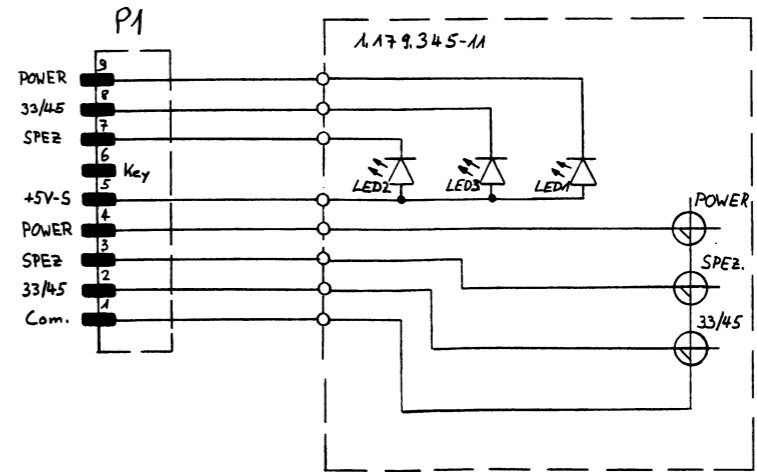 P1
1.179.345-11
9
POWER
8
33/45
7
SPEZ
6
Key
5
+5V-S
4
POWER
3
SPEZ
2
33/45
1
Com.
LED2
LED3
LED1
POWER
SPEZ.
33/45